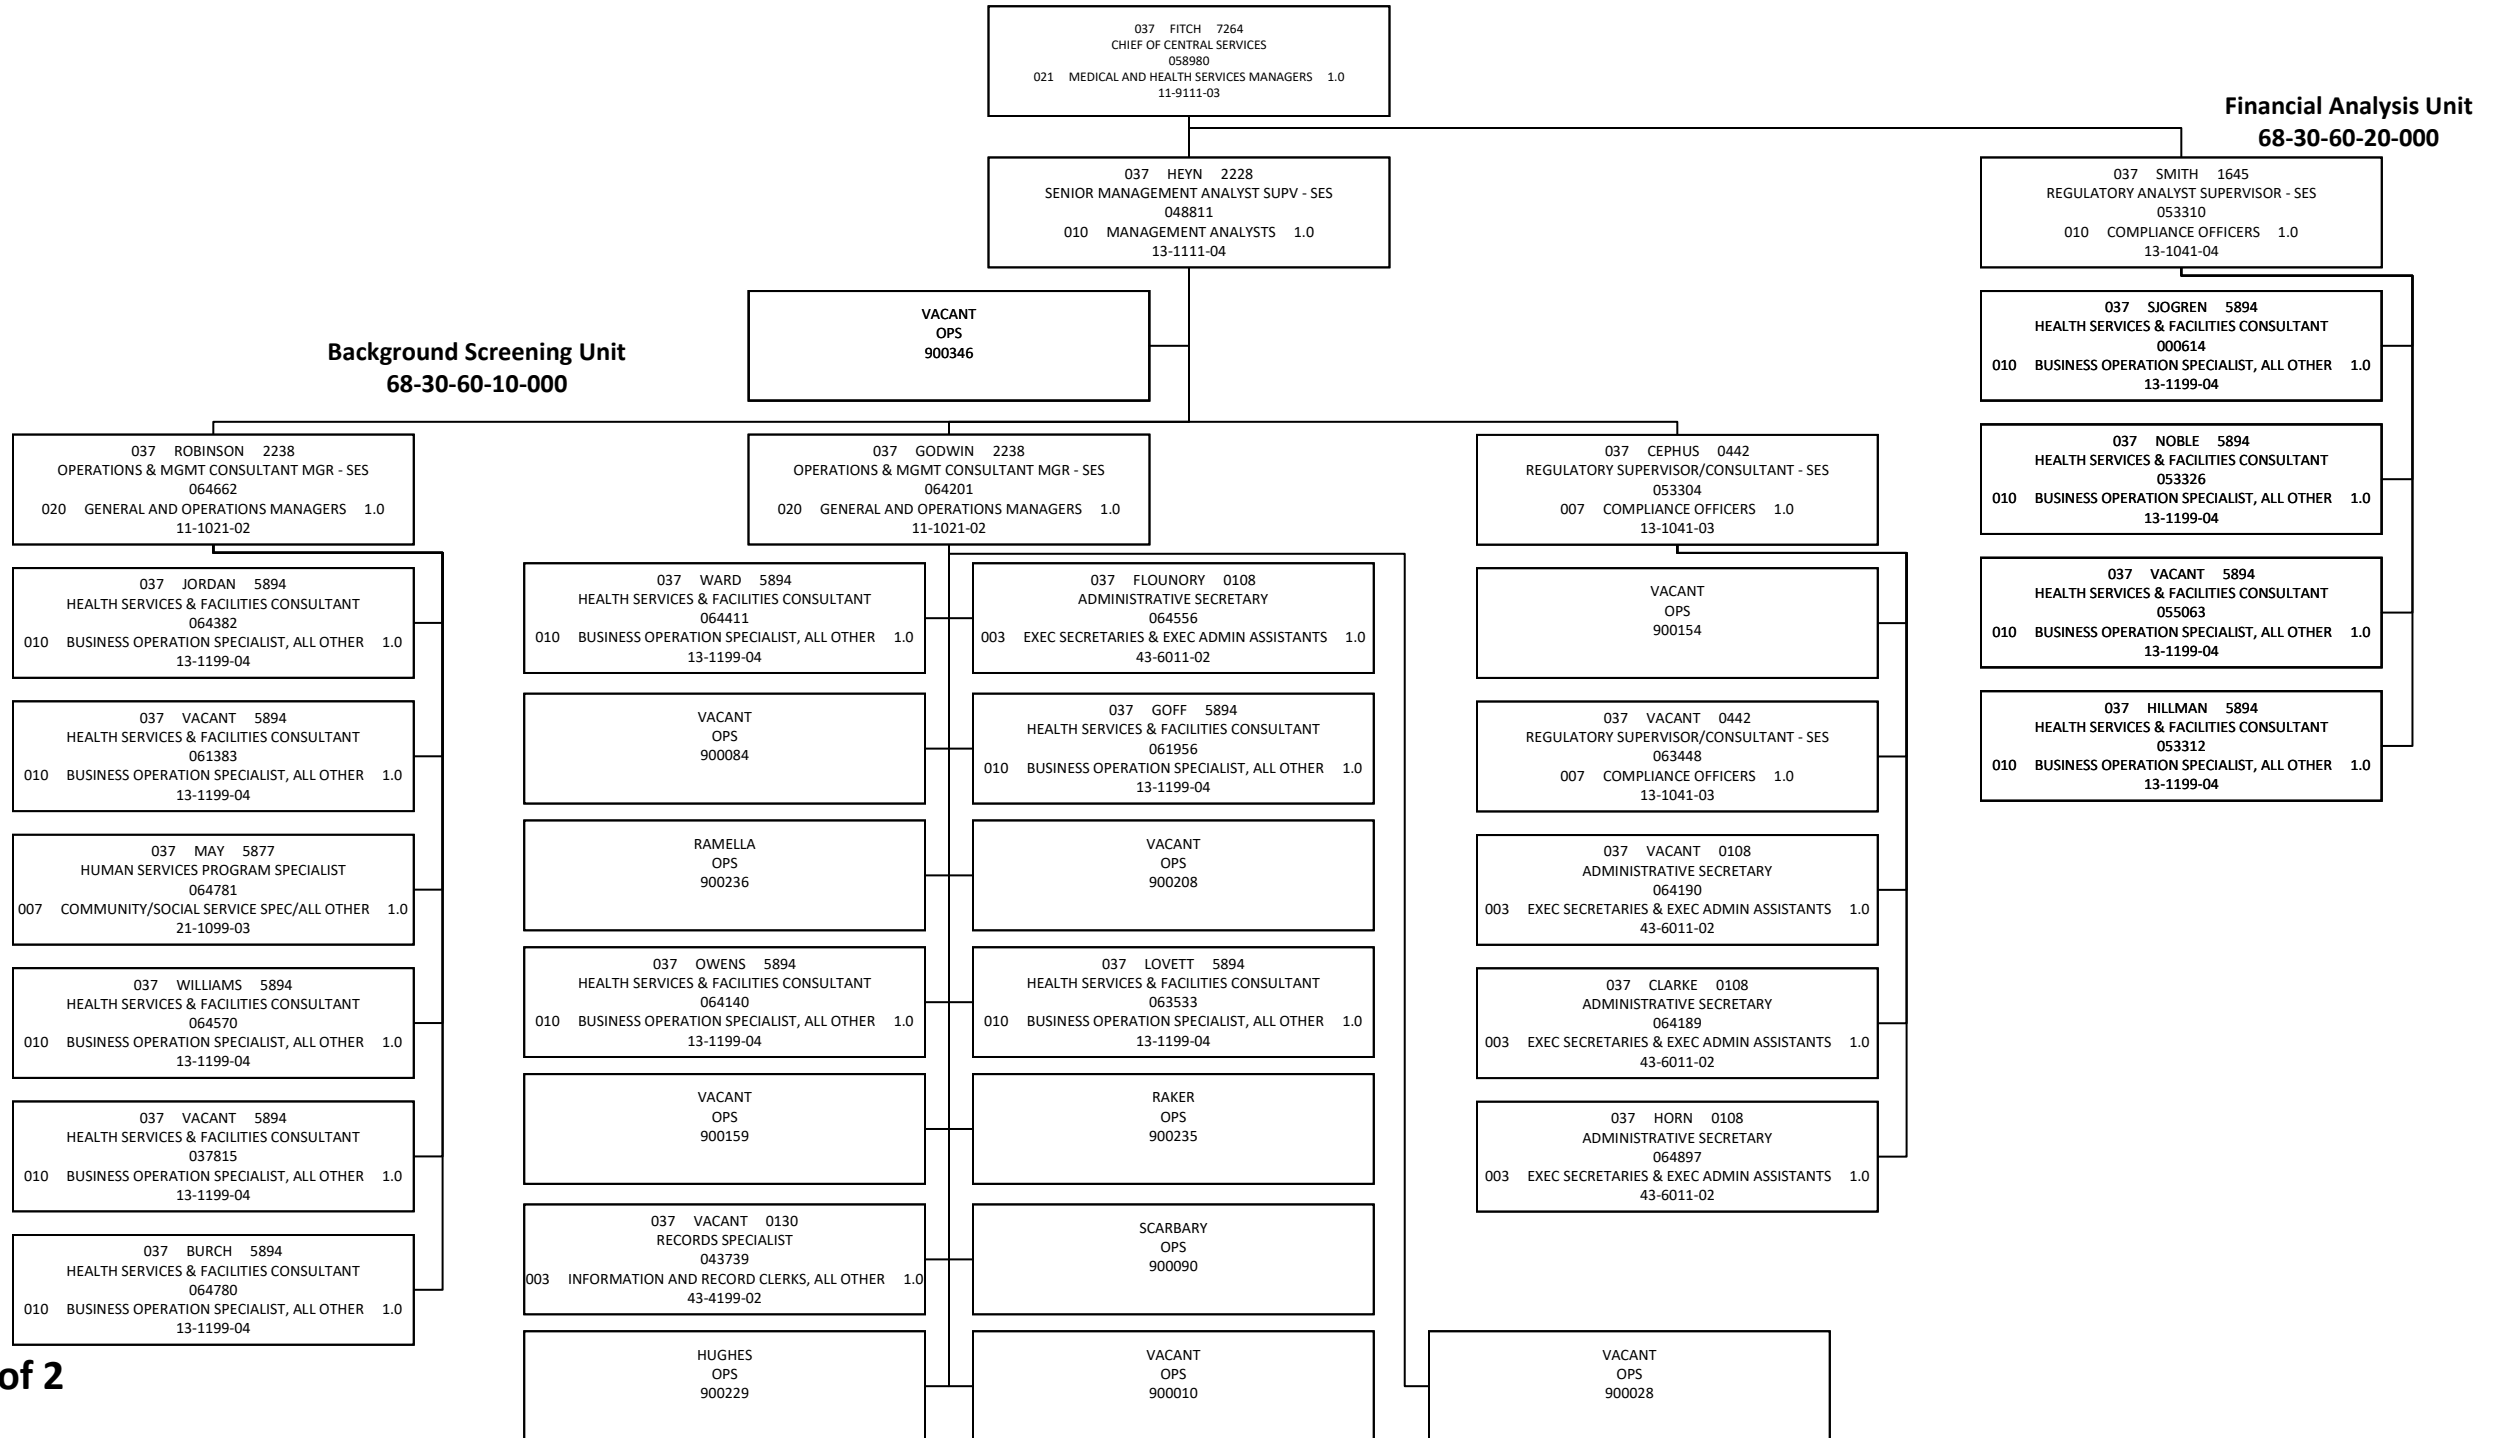 037 FITCH 7264
CHIEF OF CENTRAL SERVICES
058980
021 MEDICAL AND HEALTH SERVICES MANAGERS 1.0
11-9111-03
Financial Analysis Unit
68-30-60-20-000
037 HEYN 2228
SENIOR MANAGEMENT ANALYST SUPV - SES
048811
010 MANAGEMENT ANALYSTS 1.0
13-1111-04
037 SMITH 1645
REGULATORY ANALYST SUPERVISOR - SES
053310
010 COMPLIANCE OFFICERS 1.0
13-1041-04
VACANT
OPS
900346
Background Screening Unit
68-30-60-10-000
037 SJOGREN 5894
HEALTH SERVICES & FACILITIES CONSULTANT
000614
010 BUSINESS OPERATION SPECIALIST, ALL OTHER 1.0
13-1199-04
037 NOBLE 5894
HEALTH SERVICES & FACILITIES CONSULTANT
053326
010 BUSINESS OPERATION SPECIALIST, ALL OTHER 1.0
13-1199-04
037 VACANT 5894
HEALTH SERVICES & FACILITIES CONSULTANT
055063
010 BUSINESS OPERATION SPECIALIST, ALL OTHER 1.0
13-1199-04
037 HILLMAN 5894
HEALTH SERVICES & FACILITIES CONSULTANT
053312
010 BUSINESS OPERATION SPECIALIST, ALL OTHER 1.0
13-1199-04
037 ROBINSON 2238
OPERATIONS & MGMT CONSULTANT MGR - SES
064662
020 GENERAL AND OPERATIONS MANAGERS 1.0
11-1021-02
037 JORDAN 5894
HEALTH SERVICES & FACILITIES CONSULTANT
064382
010 BUSINESS OPERATION SPECIALIST, ALL OTHER 1.0
13-1199-04
037 VACANT 5894
HEALTH SERVICES & FACILITIES CONSULTANT
061383
010 BUSINESS OPERATION SPECIALIST, ALL OTHER 1.0
13-1199-04
037 MAY 5877
HUMAN SERVICES PROGRAM SPECIALIST
064781
007 COMMUNITY/SOCIAL SERVICE SPEC/ALL OTHER 1.0
21-1099-03
037 WILLIAMS 5894
HEALTH SERVICES & FACILITIES CONSULTANT
064570
010 BUSINESS OPERATION SPECIALIST, ALL OTHER 1.0
13-1199-04
037 VACANT 5894
HEALTH SERVICES & FACILITIES CONSULTANT
037815
010 BUSINESS OPERATION SPECIALIST, ALL OTHER 1.0
13-1199-04
037 BURCH 5894
HEALTH SERVICES & FACILITIES CONSULTANT
064780
010 BUSINESS OPERATION SPECIALIST, ALL OTHER 1.0
13-1199-04
037 GODWIN 2238
OPERATIONS & MGMT CONSULTANT MGR - SES
064201
020 GENERAL AND OPERATIONS MANAGERS 1.0
11-1021-02
037 WARD 5894
HEALTH SERVICES & FACILITIES CONSULTANT
064411
010 BUSINESS OPERATION SPECIALIST, ALL OTHER 1.0
13-1199-04
037 FLOUNORY 0108
ADMINISTRATIVE SECRETARY
064556
003 EXEC SECRETARIES & EXEC ADMIN ASSISTANTS 1.0
43-6011-02
VACANT
OPS
900084
037 GOFF 5894
HEALTH SERVICES & FACILITIES CONSULTANT
061956
010 BUSINESS OPERATION SPECIALIST, ALL OTHER 1.0
13-1199-04
RAMELLA
OPS
900236
VACANT
OPS
900208
037 OWENS 5894
HEALTH SERVICES & FACILITIES CONSULTANT
064140
010 BUSINESS OPERATION SPECIALIST, ALL OTHER 1.0
13-1199-04
037 LOVETT 5894
HEALTH SERVICES & FACILITIES CONSULTANT
063533
010 BUSINESS OPERATION SPECIALIST, ALL OTHER 1.0
13-1199-04
VACANT
OPS
900159
RAKER
OPS
900235
037 VACANT 0130
RECORDS SPECIALIST
043739
003 INFORMATION AND RECORD CLERKS, ALL OTHER 1.0
43-4199-02
SCARBARY
OPS
900090
HUGHES
OPS
900229
VACANT
OPS
900010
VACANT
OPS
900028
037 CEPHUS 0442
REGULATORY SUPERVISOR/CONSULTANT - SES
053304
007 COMPLIANCE OFFICERS 1.0
13-1041-03
VACANT
OPS
900154
037 VACANT 0442
REGULATORY SUPERVISOR/CONSULTANT - SES
063448
007 COMPLIANCE OFFICERS 1.0
13-1041-03
037 VACANT 0108
ADMINISTRATIVE SECRETARY
064190
003 EXEC SECRETARIES & EXEC ADMIN ASSISTANTS 1.0
43-6011-02
037 CLARKE 0108
ADMINISTRATIVE SECRETARY
064189
003 EXEC SECRETARIES & EXEC ADMIN ASSISTANTS 1.0
43-6011-02
037 HORN 0108
ADMINISTRATIVE SECRETARY
064897
003 EXEC SECRETARIES & EXEC ADMIN ASSISTANTS 1.0
43-6011-02
of 2